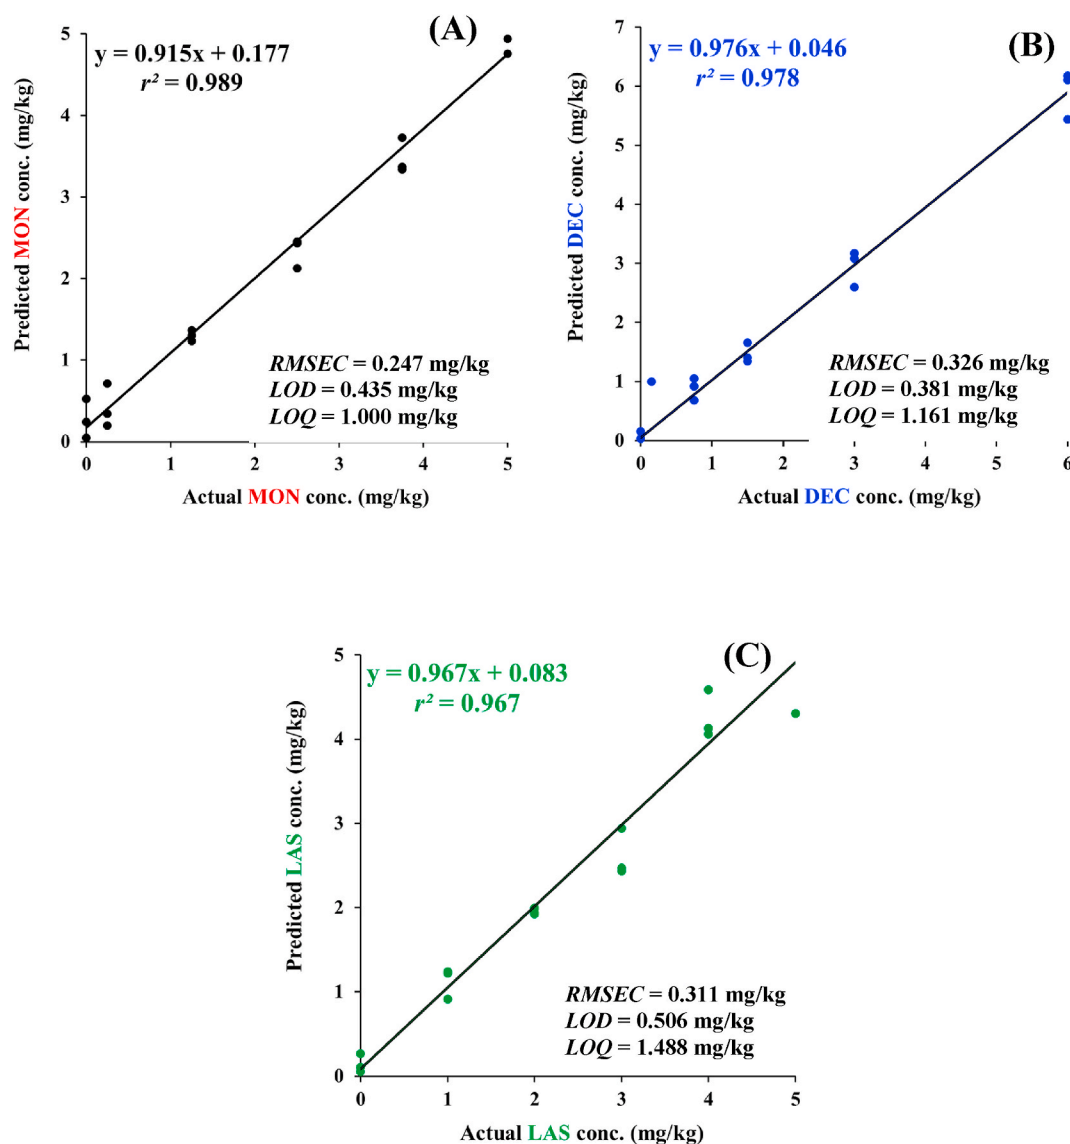 (A)
y = 0.915x + 0.177
r² = 0.989
Predicted MON conc. (mg/kg)
5
4
3
2
1
0
RMSEC = 0.247 mg/kg
LOD = 0.435 mg/kg
LOQ = 1.000 mg/kg
0 1 2 3 4 5
Actual MON conc. (mg/kg)
(B)
y = 0.976x + 0.046
r² = 0.978
Predicted DEC conc. (mg/kg)
7
6
5
4
3
2
1
0
RMSEC = 0.326 mg/kg
LOD = 0.381 mg/kg
LOQ = 1.161 mg/kg
0 1 2 3 4 5 6
Actual DEC conc. (mg/kg)
(C)
y = 0.967x + 0.083
r² = 0.967
Predicted LAS conc. (mg/kg)
5
4
3
2
1
0
RMSEC = 0.311 mg/kg
LOD = 0.506 mg/kg
LOQ = 1.488 mg/kg
0 1 2 3 4 5
Actual LAS conc. (mg/kg)